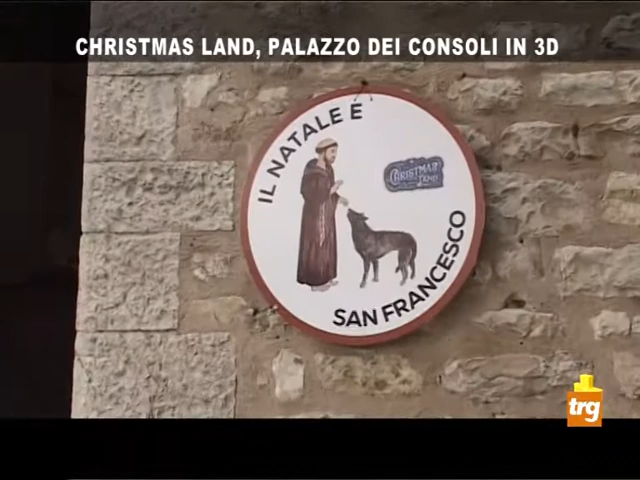 CHRISTMAS LAND, PALAZZO DEI CONSOLI IN 3D
IL NATALE E
CHRISTMAS
LAND
SAN FRANCESCO
trg